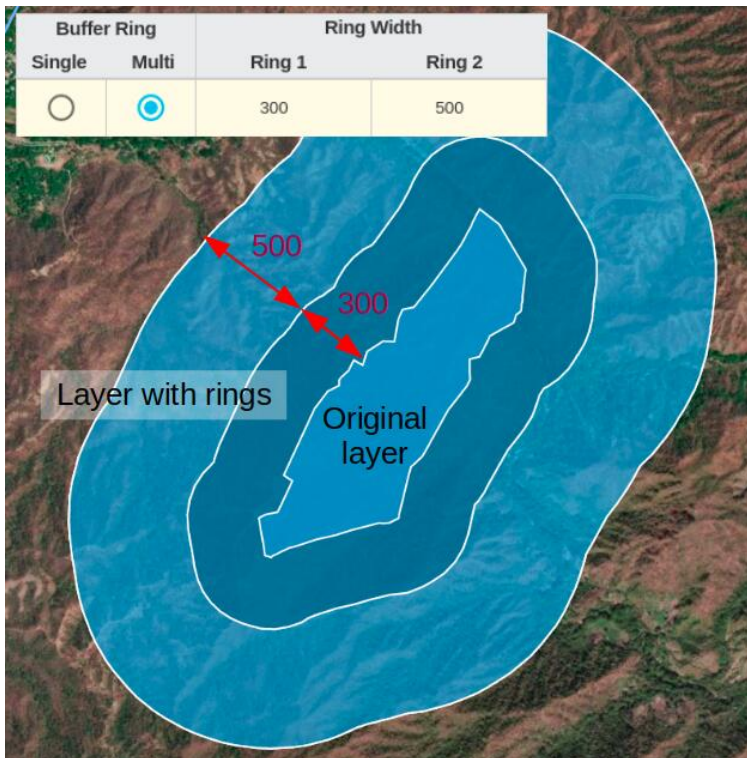 Buffer Ring
Ring Width
Single
Multi
Ring 1
Ring 2
300
500
500
300
Layer with rings
Original
layer